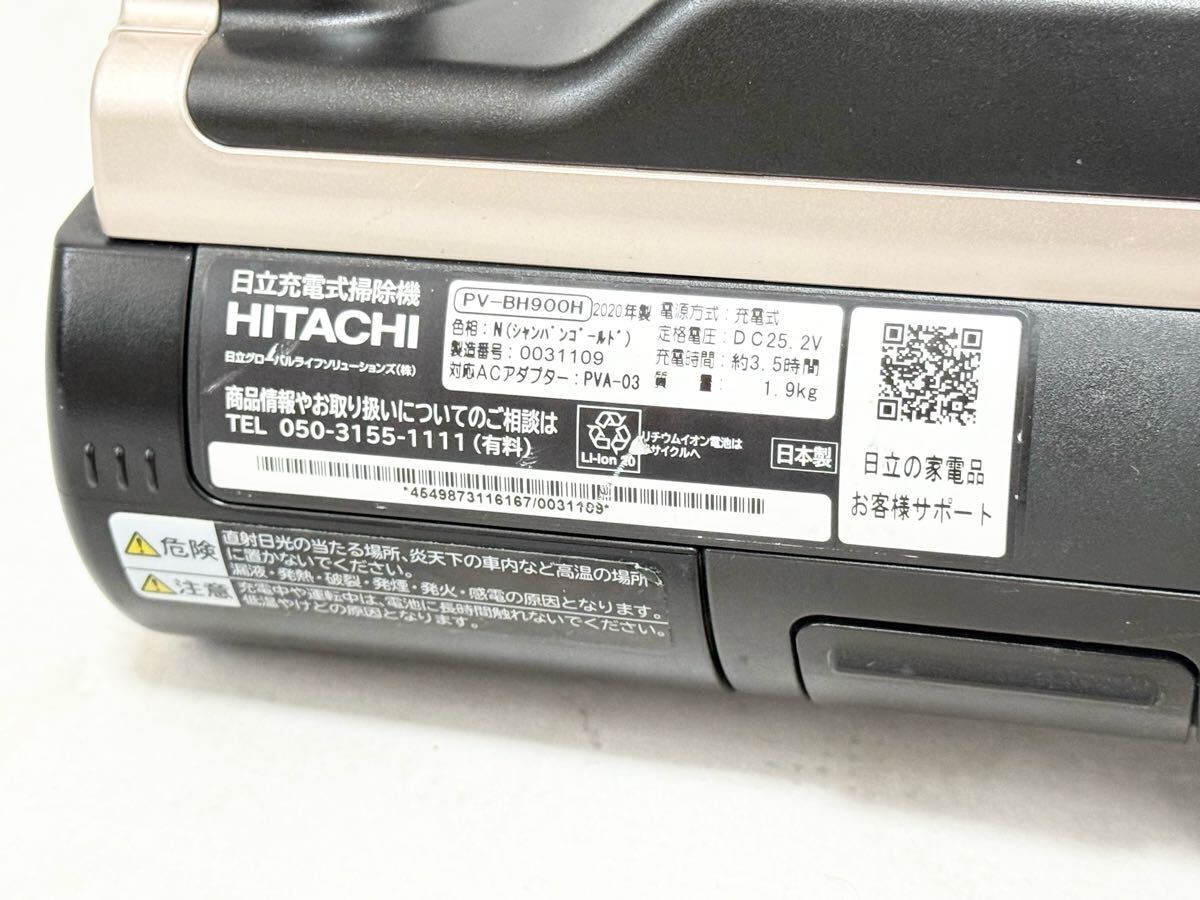 日立充電式掃除機
HITACHI
日立グローバルライフソリューションズ(株)
PV-BH900H 2020年製
色相:N(シャンパンゴールド)
製造番号:0031109
対応ACアダプター:PVA-03
電源方式:充電式
定格電圧:DC25.2V
充電時間:約3.5時間
質 量: 1.9kg
商品情報やお取り扱いについてのご相談は
TEL 050-3155-1111(有料)
Li-ion 20
リチウムイオン電池は
リサイクルへ
日本製
*4549873116167/0031109*
日立の家電品
お客様サポート
危険
直射日光の当たる場所、炎天下の車内など高温の場所
に置かないでください。
漏液・発熱・破裂・発煙・発火・感電の原因となります。
注意
充電中や運転中は、電池に長時間触れないでください。
低温やけどの原因となります。